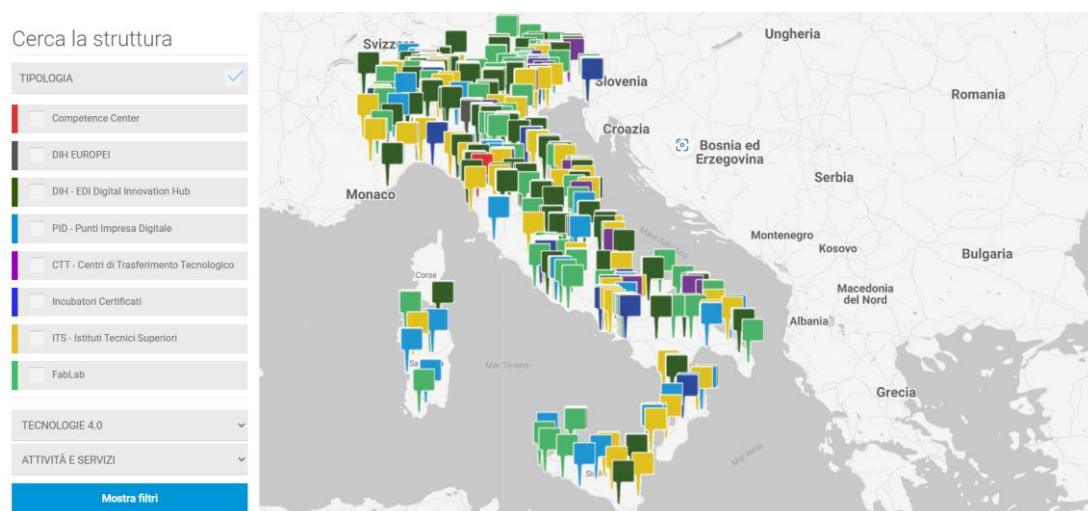 Cerca la struttura
TIPOLOGIA
Competence Center
DIH EUROPEI
DIH - EDI Digital Innovation Hub
PID - Punti Impresa Digitale
CTT - Centri di Trasferimento Tecnologico
Incubatori Certificati
ITS - Istituti Tecnici Superiori
FabLab
TECNOLOGIE 4.0
ATTIVITÀ E SERVIZI
Mostra filtri
Ungheria
Slovenia
Romania
Croazia
Bosnia ed
Erzegovina
Serbia
Monaco
Montenegro
Kosovo
Bulgaria
Corse
Macedonia
del Nord
Albania
Mar Tirreno
Grecia
Mar Ionio